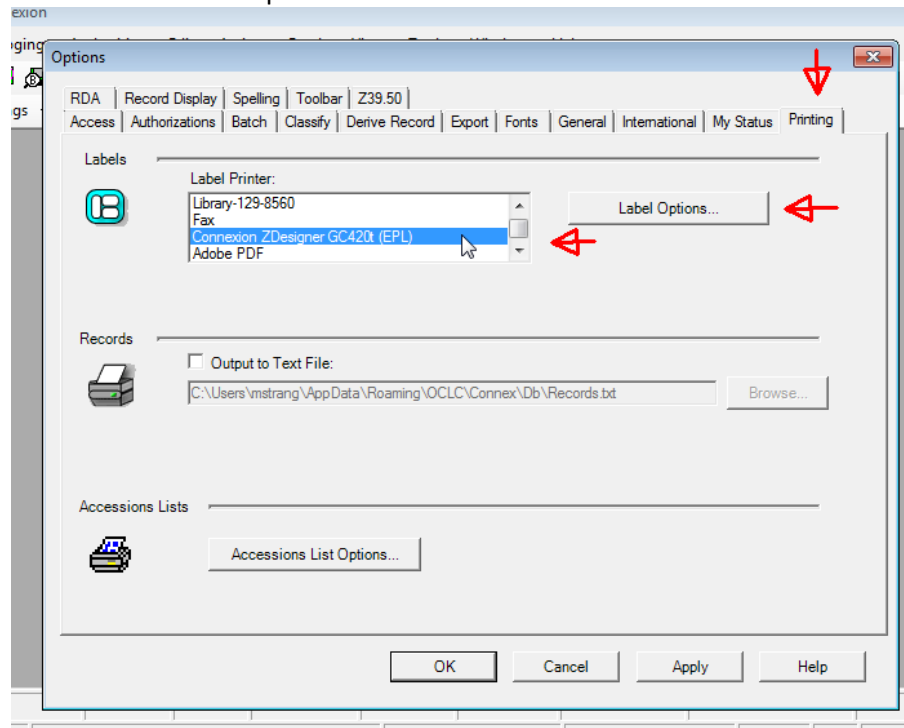 exion
Options
RDA Record Display Spelling Toolbar Z39.50
gs
Access Authorizations Batch Classify Derive Record Export Fonts General International My Status Printing
Labels
Label Printer:
Library-129-8560
Fax
Connexion ZDesigner GC420t (EPL)
Adobe PDF
Label Options...
Records
Output to Text File:
C:\Users\mstrang\AppData\Roaming\OCLC\Connex\Db\Records.txt
Browse...
Accessions Lists
Accessions List Options...
OK Cancel Apply Help